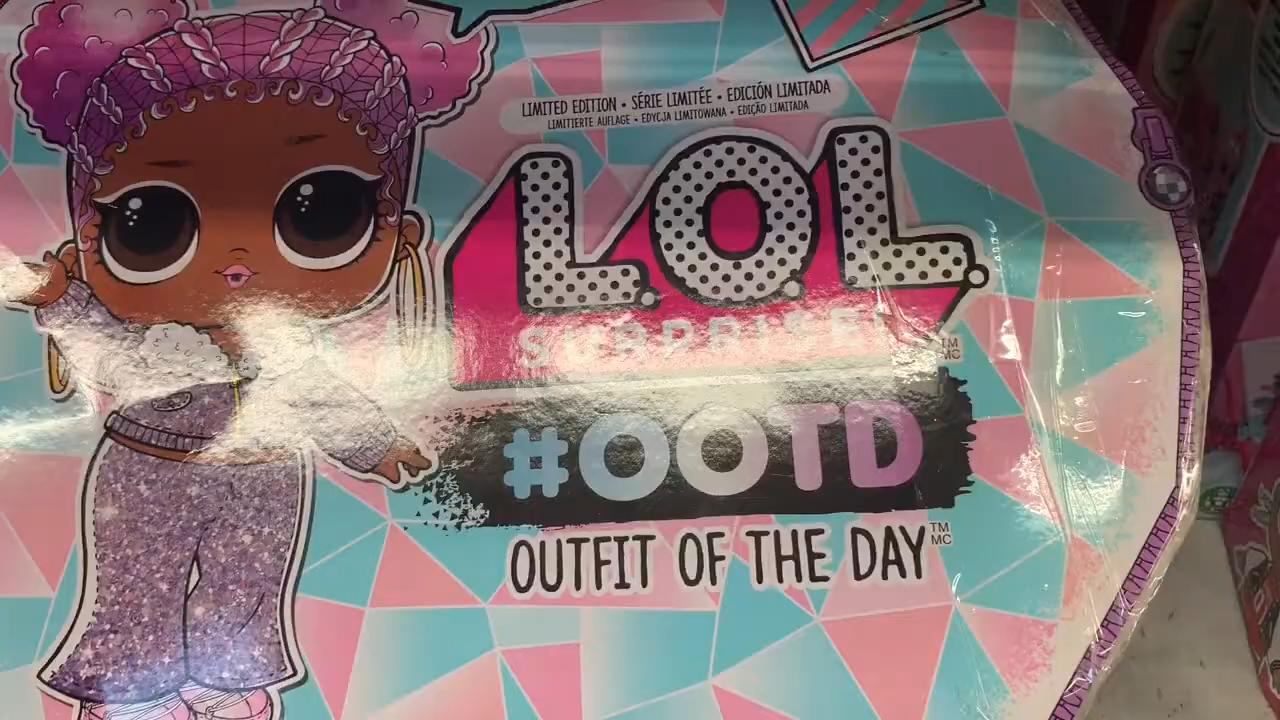 LIMITED EDITION • SÉRIE LIMITÉE • EDICIÓN LIMITADA
LIMITIERTE AUFLAGE • EDYCJA LIMITOWANA • EDIÇÃO LIMITADA
L.O.L.
SURPRISE!
TM
MC
#OOTD
OUTFIT OF THE DAY
TM
MC